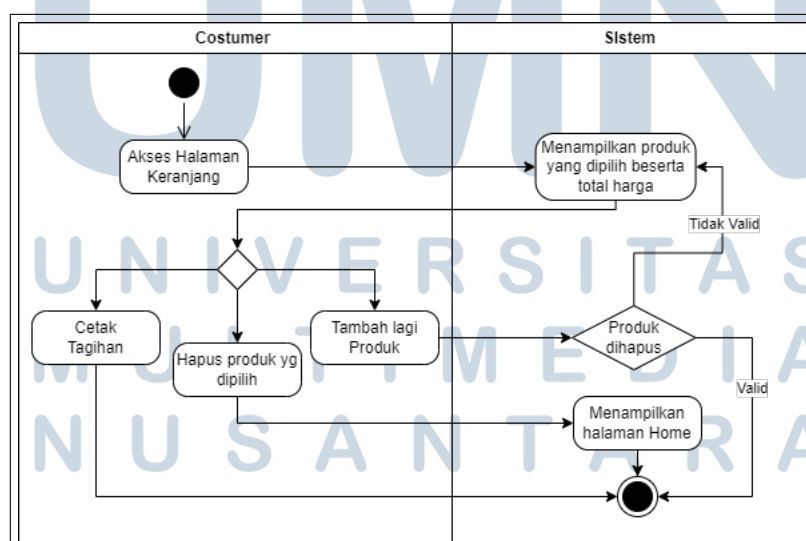 UMN
Costumer
SIstem
Akses Halaman
Keranjang
Menampilkan produk
yang dipilih beserta
total harga
Tidak Valid
UNIVERSITAS
Cetak
Tagihan
Hapus produk yg
dipilih
Tambah lagi
Produk
Produk
dihapus
MULTIMEDIA
Valid
Menampilkan
halaman Home
NUSANTARA